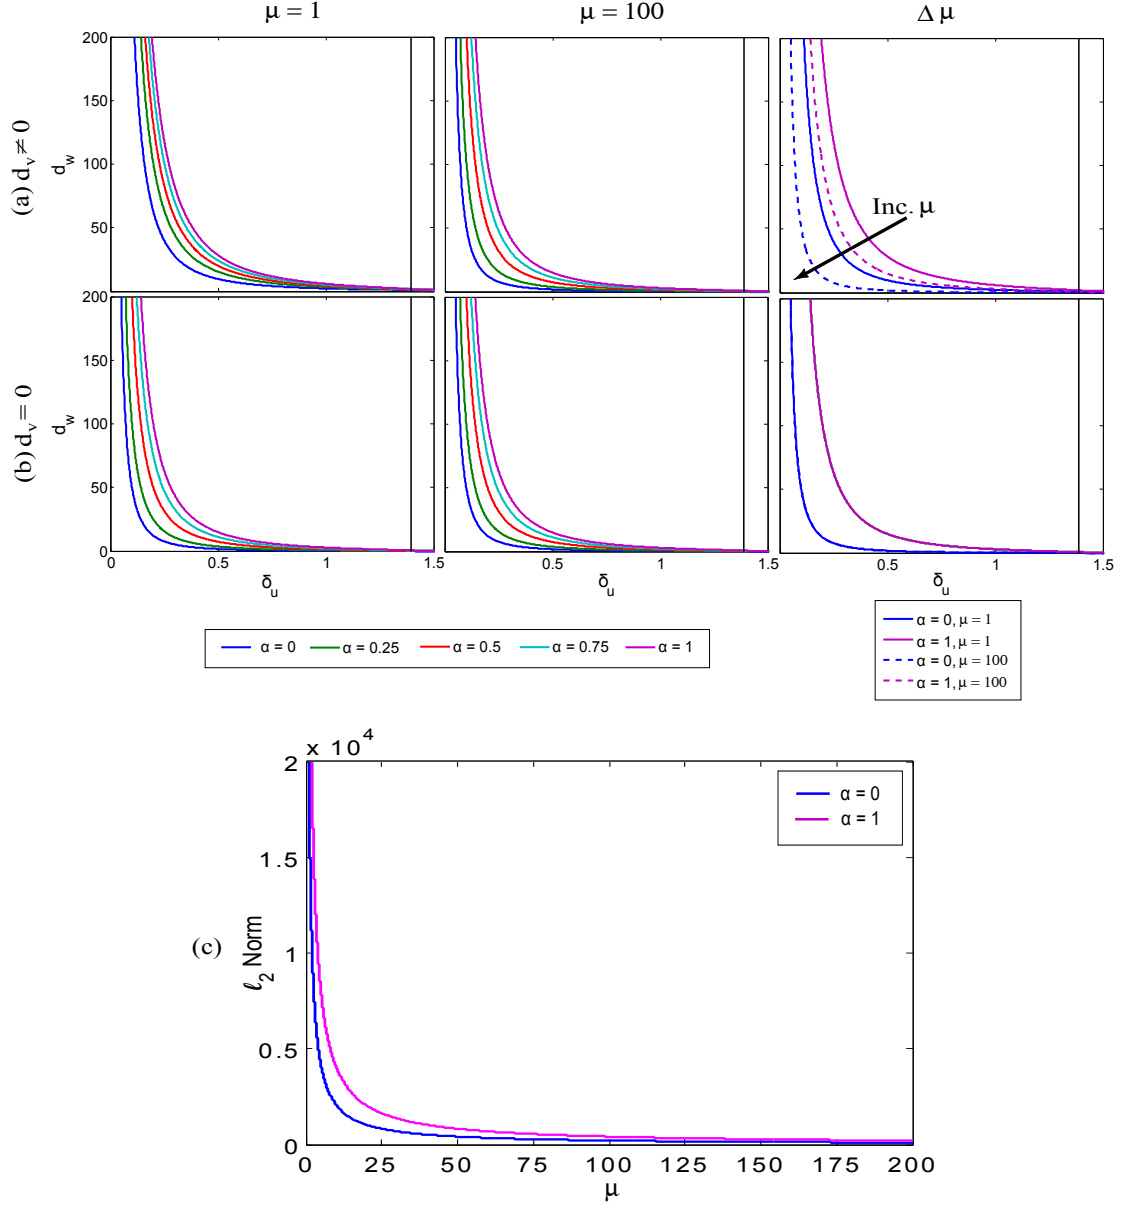 μ = 1 μ = 100 Δ μ
(a) d_v ≠ 0
d_w
200
150
100
50
Inc. μ
(b) d_v = 0
d_w
200
150
100
50
0
0 0.5 1 1.5
0.5 1 1.5
0.5 1 1.5
δ_u δ_u δ_u
α = 0 α = 0.25 α = 0.5 α = 0.75 α = 1
α = 0, μ = 1
α = 1, μ = 1
α = 0, μ = 100
α = 1, μ = 100
(c)
x 10^4
ℓ_2 Norm
2
1.5
1
0.5
0
α = 0
α = 1
0 25 50 75 100 125 150 175 200
μ